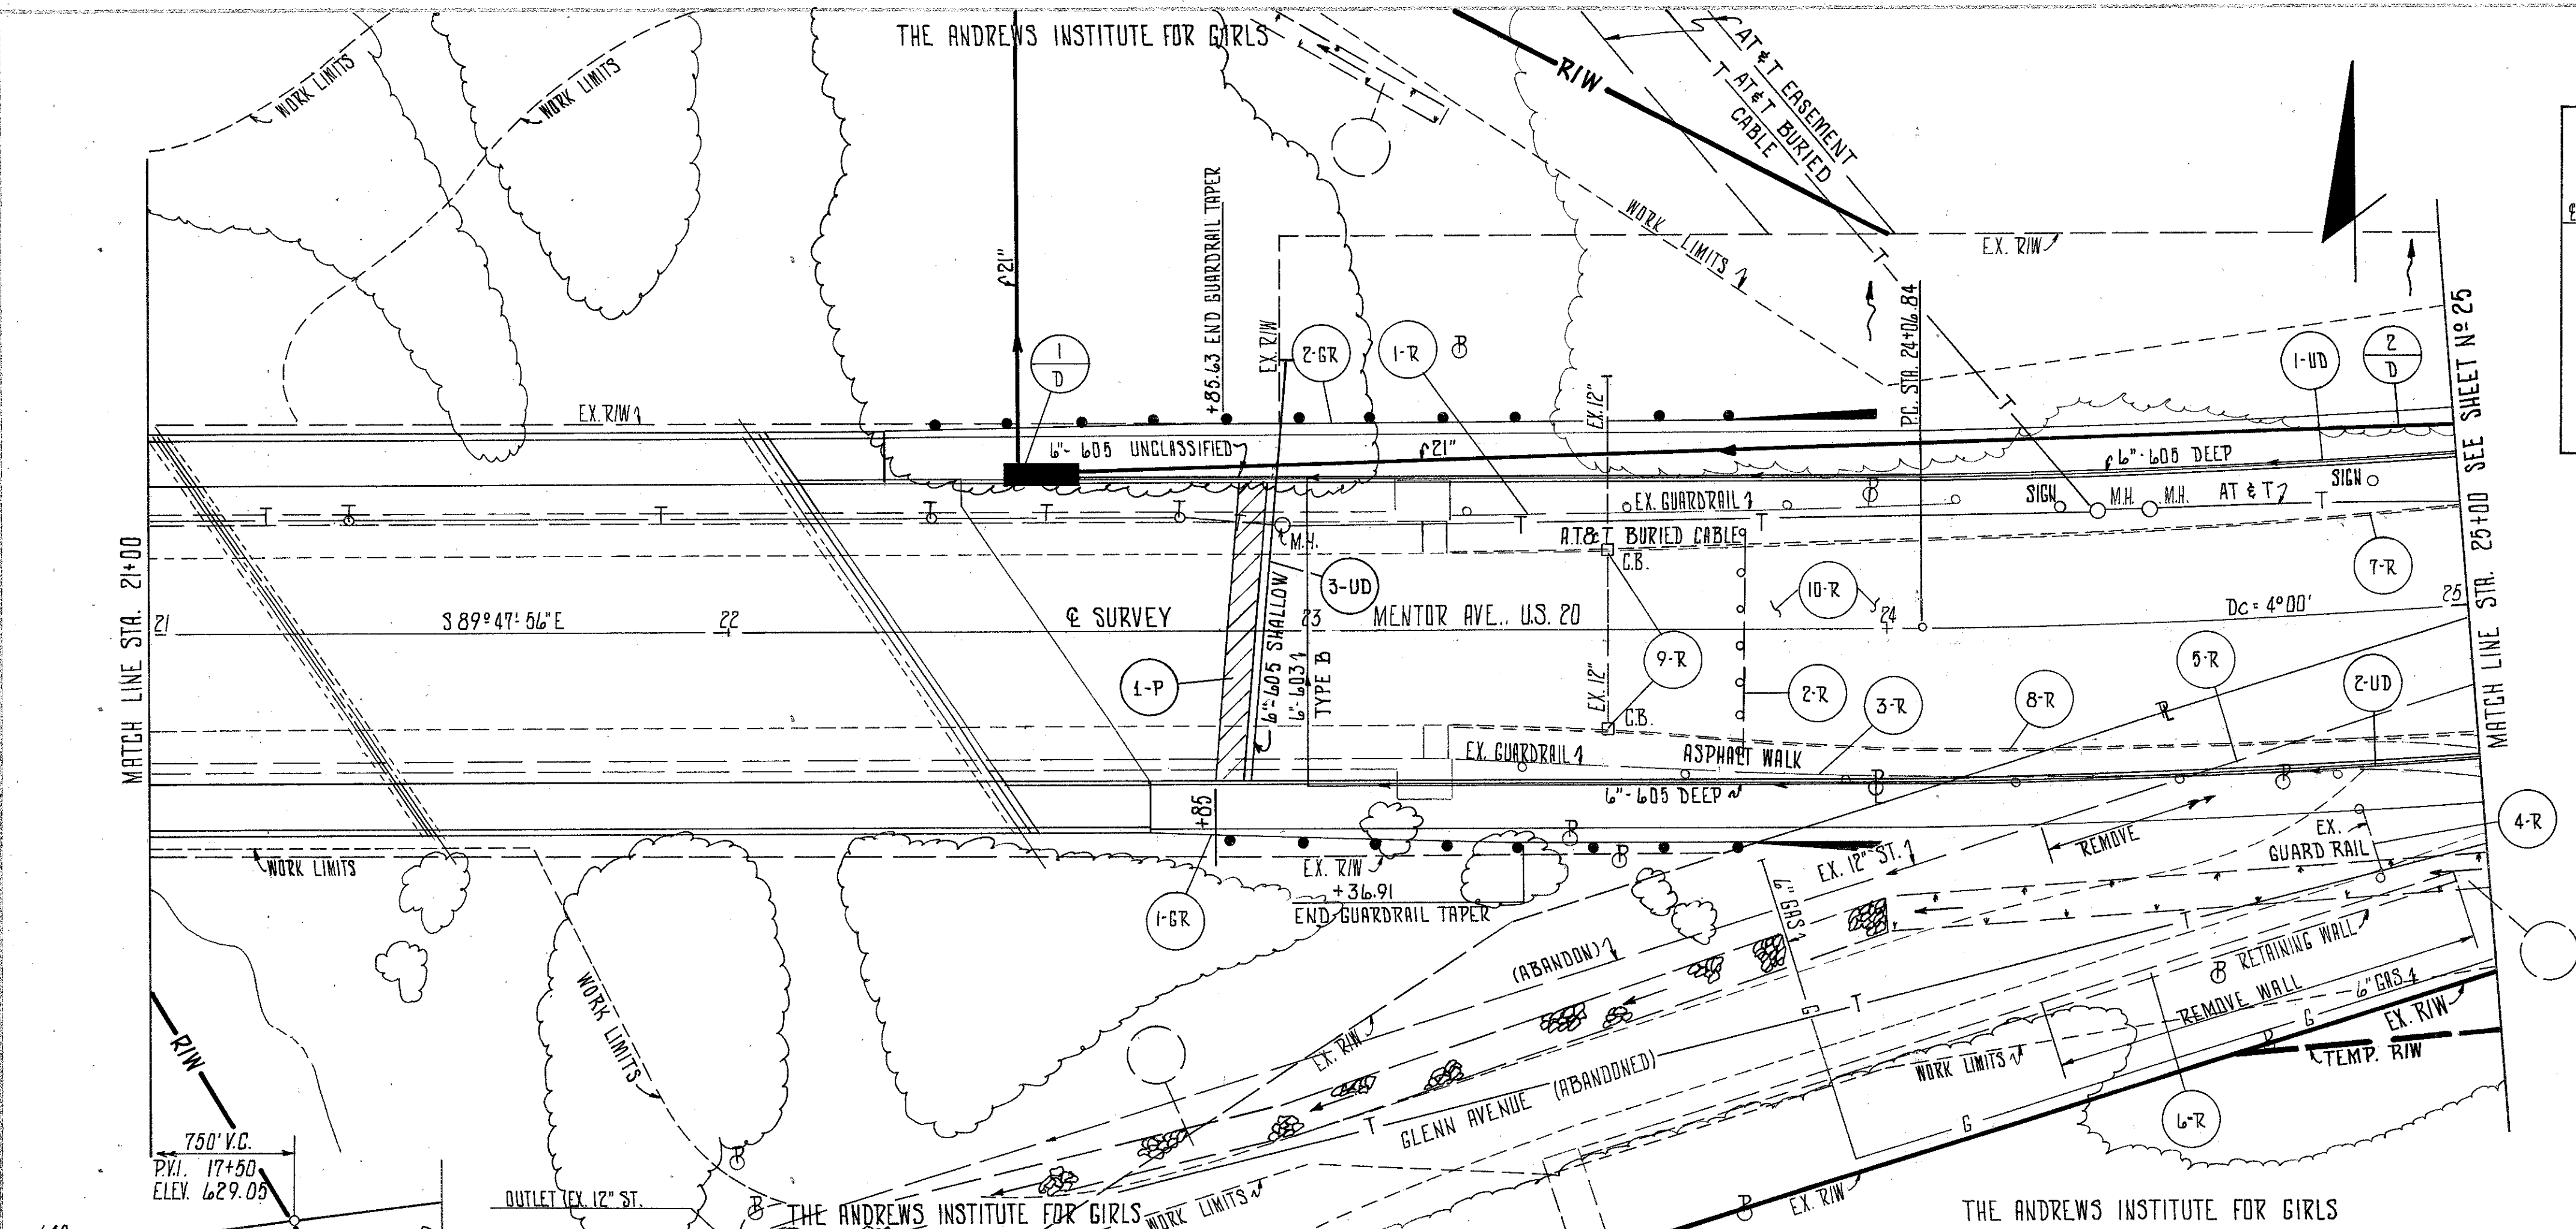 THE ANDREWS INSTITUTE FOR GIRLS
WORK LIMITS
WORK LIMITS
R/W
AT & T EASEMENT
AT & T BURIED
CABLE
T
T
WORK LIMITS
EX. R/W
21"
+85.63 END GUARDRAIL TAPER
EX. R/W
2-GR
1-R
1
D
P.C. STA. 24+06.84
1-UD
2
D
MATCH LINE STA. 25+00 SEE SHEET Nº 25
EX. R/W
EX. 12"
6"-605 UNCLASSIFIED
21"
6"-605 DEEP
T
T
T
T
EX. GUARDRAIL
SIGN
M.H.
M.H.
AT & T
T
SIGN
T
T
M.H.
A.T.&T. BURIED CABLE
C.B.
7-R
3-UD
10-R
MATCH LINE STA. 21+00
21
S 89º 47' 56" E
22
℄ SURVEY
23
MENTOR AVE., U.S. 20
24
Dc = 4º00'
25
6"-605 SHALLOW
6"-603
TYPE B
1-P
EX. 12"
9-R
2-R
3-R
8-R
5-R
2-UD
C.B.
EX. GUARDRAIL
ASPHALT WALK
6"-605 DEEP
+85
WORK LIMITS
EX. R/W
+36.91
END GUARDRAIL TAPER
1-GR
6" GAS
EX. 12" ST.
REMOVE
EX.
GUARD RAIL
4-R
(ABANDON)
T
RETAINING WALL
REMOVE WALL
6" GAS
G
EX. R/W
TEMP. R/W
WORK LIMITS
EX. R/W
G
T
WORK LIMITS
R/W
T
GLENN AVENUE (ABANDONED)
G
6-R
750' V.C.
P.V.I. 17+50
ELEV. 629.05
OUTLET (EX. 12" ST.
THE ANDREWS INSTITUTE FOR GIRLS
WORK LIMITS
EX. R/W
THE ANDREWS INSTITUTE FOR GIRLS